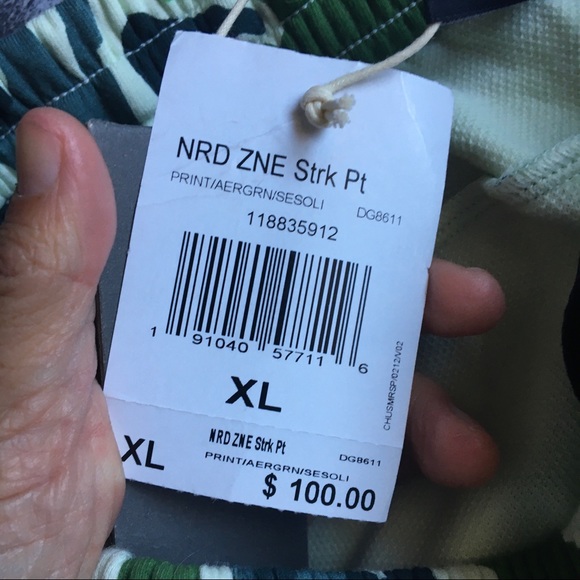 NRD ZNE Strk Pt
PRINT/AERGRN/SESOLI DG8611
118835912
1 91040 57711 6
XL
CHUSMRSP/0212/V02
XL NRD ZNE Strk Pt DG8611
PRINT/AERGRN/SESOLI
$ 100.00